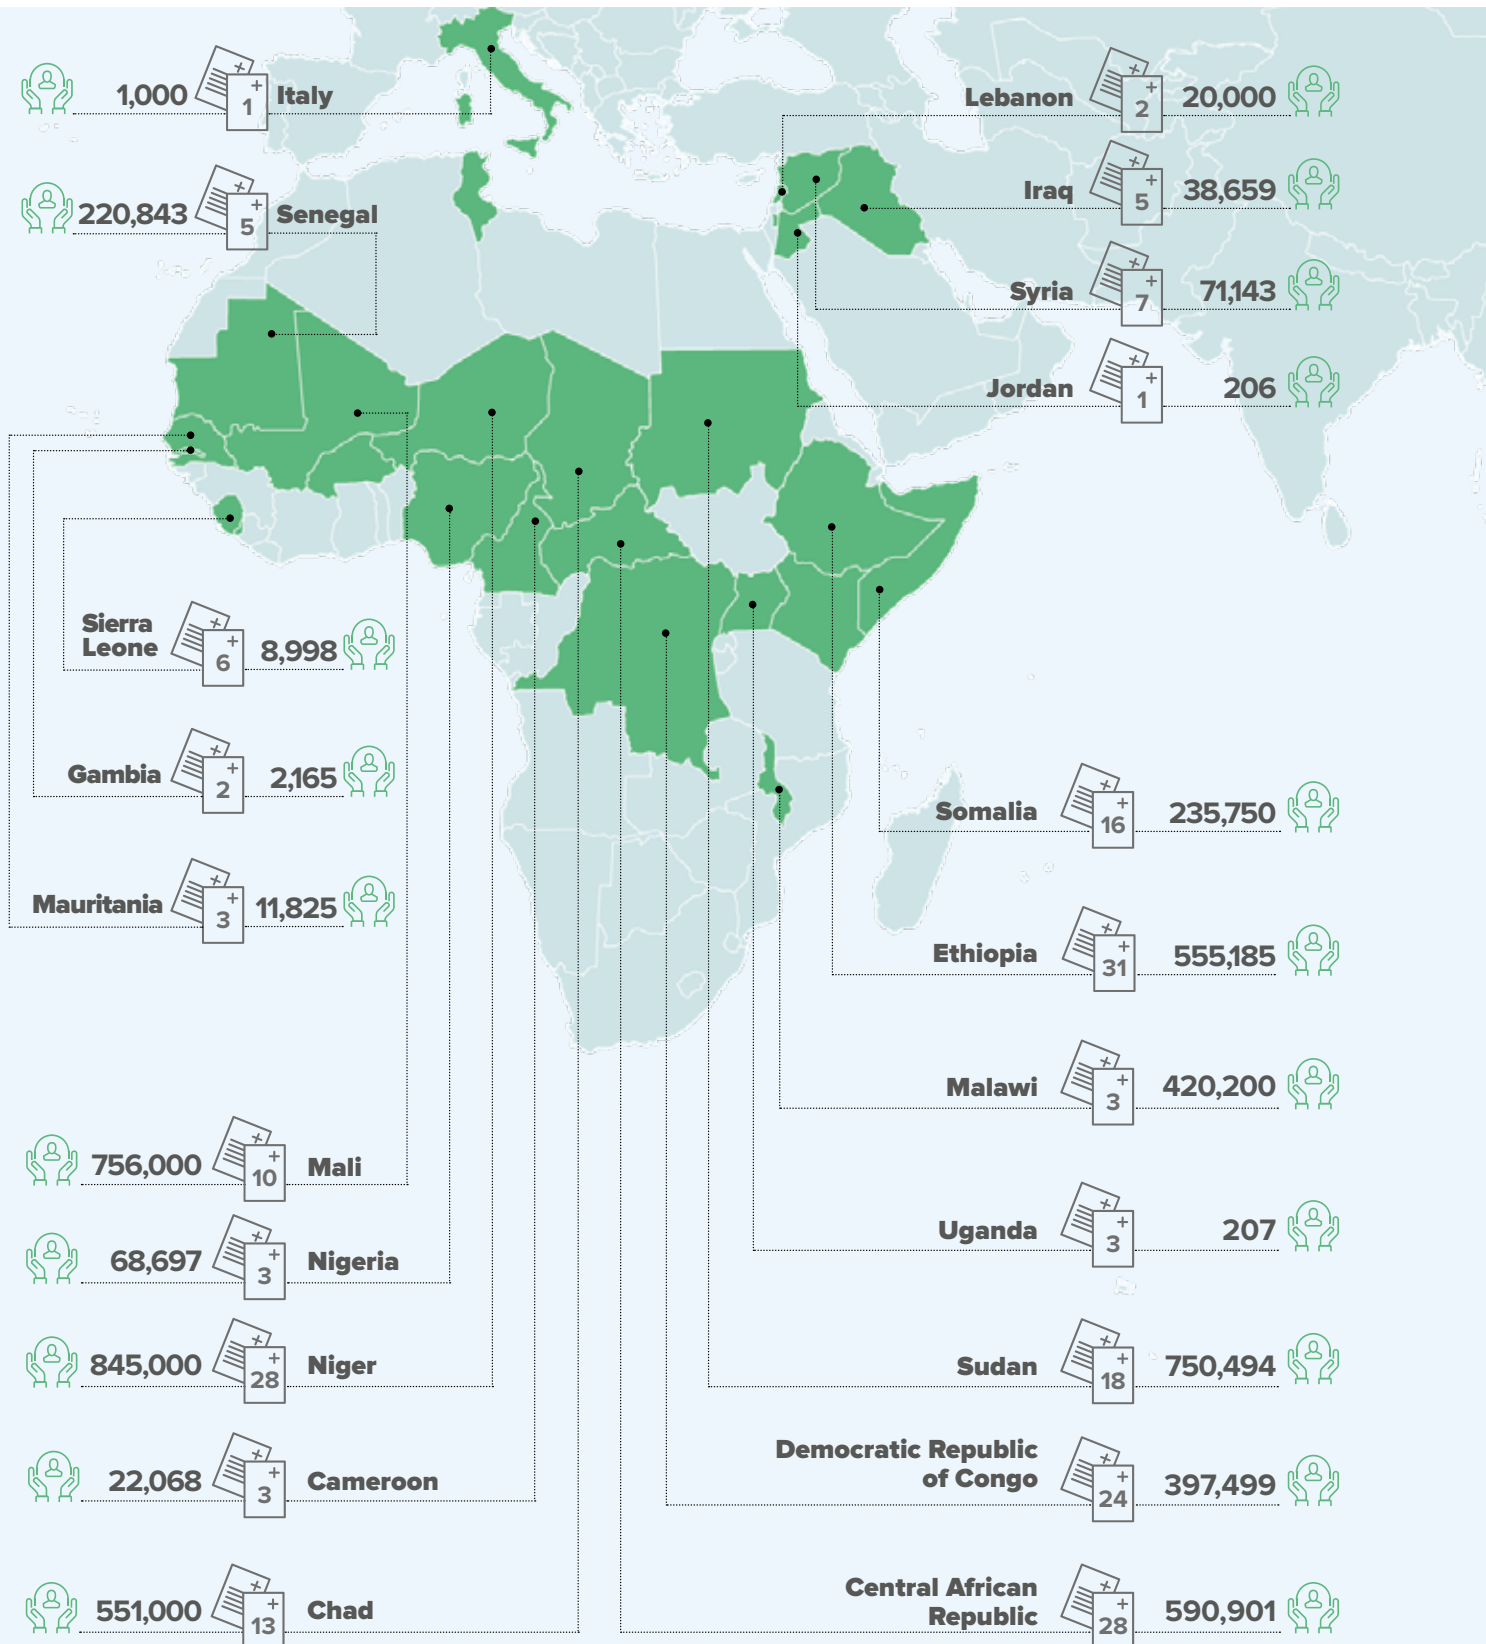 1,000 + + 1 Italy
220,843 + + 5 Senegal
Lebanon + + 2 20,000
Iraq + + 5 38,659
Syria + + 7 71,143
Jordan + + 1 206
Sierra
Leone + + 6 8,998
Gambia + + 2 2,165
Mauritania + + 3 11,825
756,000 + + 10 Mali
68,697 + + 3 Nigeria
845,000 + + 28 Niger
22,068 + + 3 Cameroon
551,000 + + 13 Chad
Somalia + + 16 235,750
Ethiopia + + 31 555,185
Malawi + + 3 420,200
Uganda + + 3 207
Sudan + + 18 750,494
Democratic Republic
of Congo + + 24 397,499
Central African
Republic + + 28 590,901